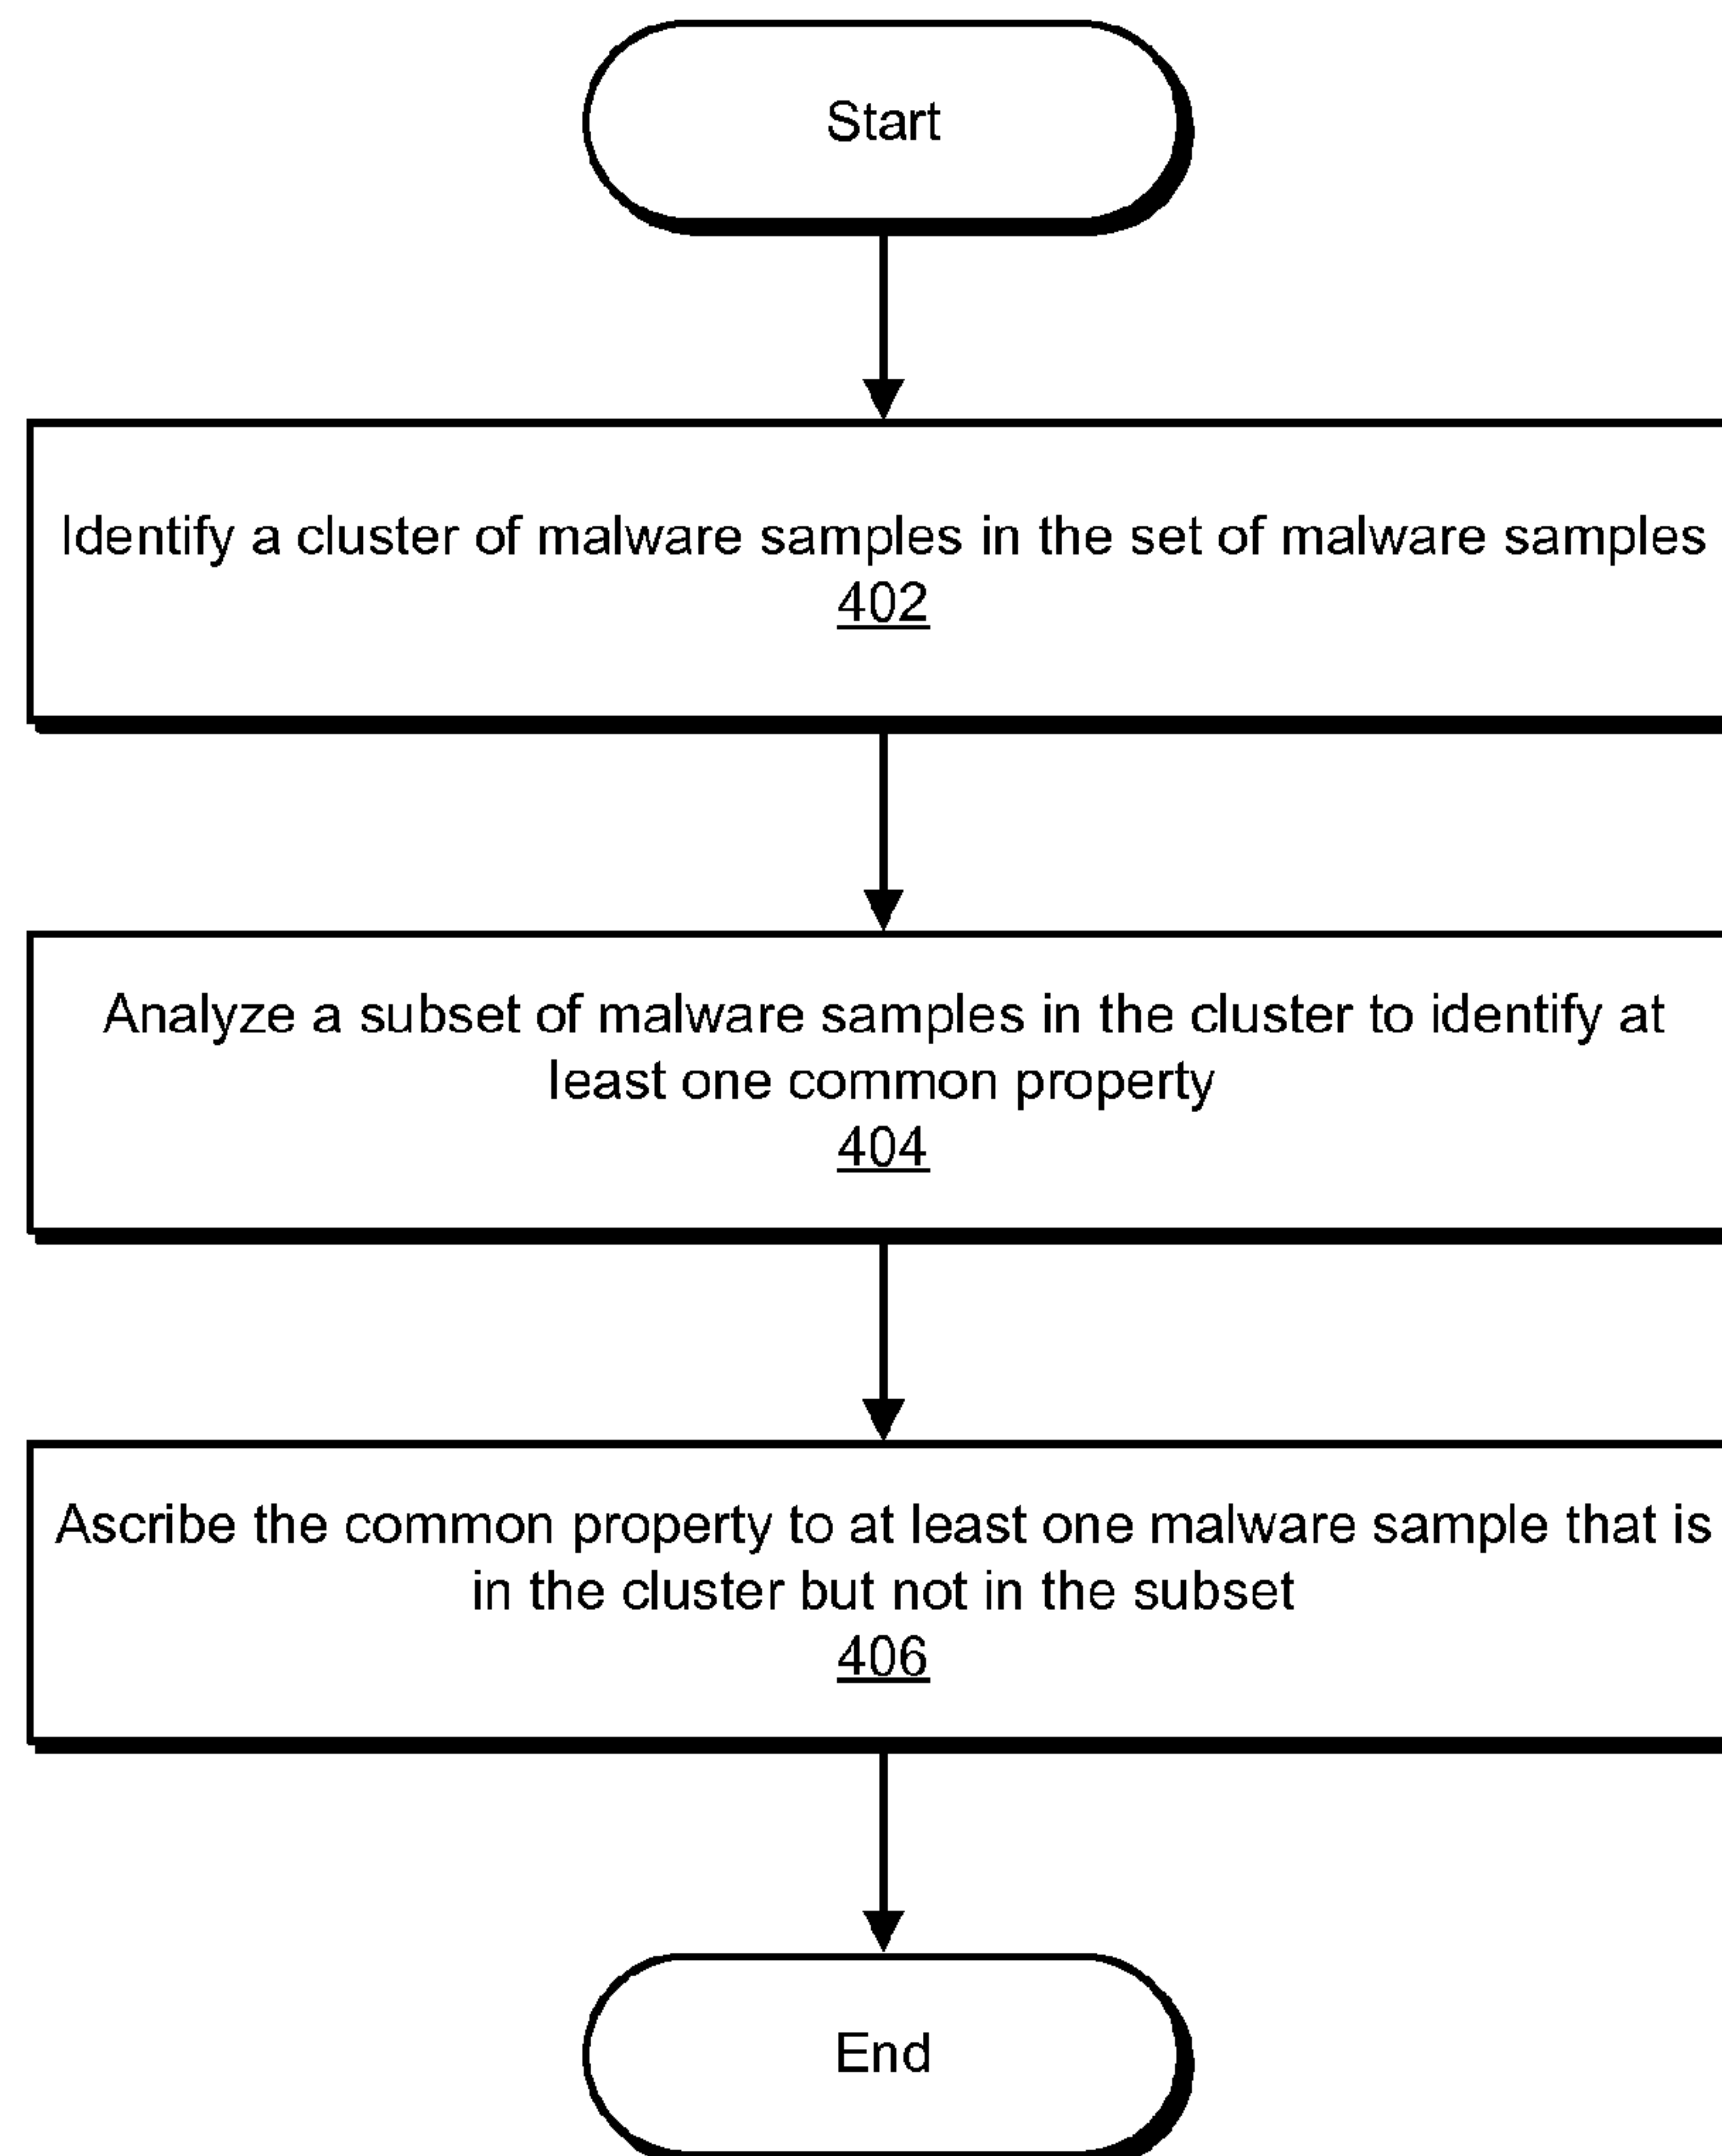 Start
Identify a cluster of malware samples in the set of malware samples
402
Analyze a subset of malware samples in the cluster to identify at
least one common property
404
Ascribe the common property to at least one malware sample that is
in the cluster but not in the subset
406
End